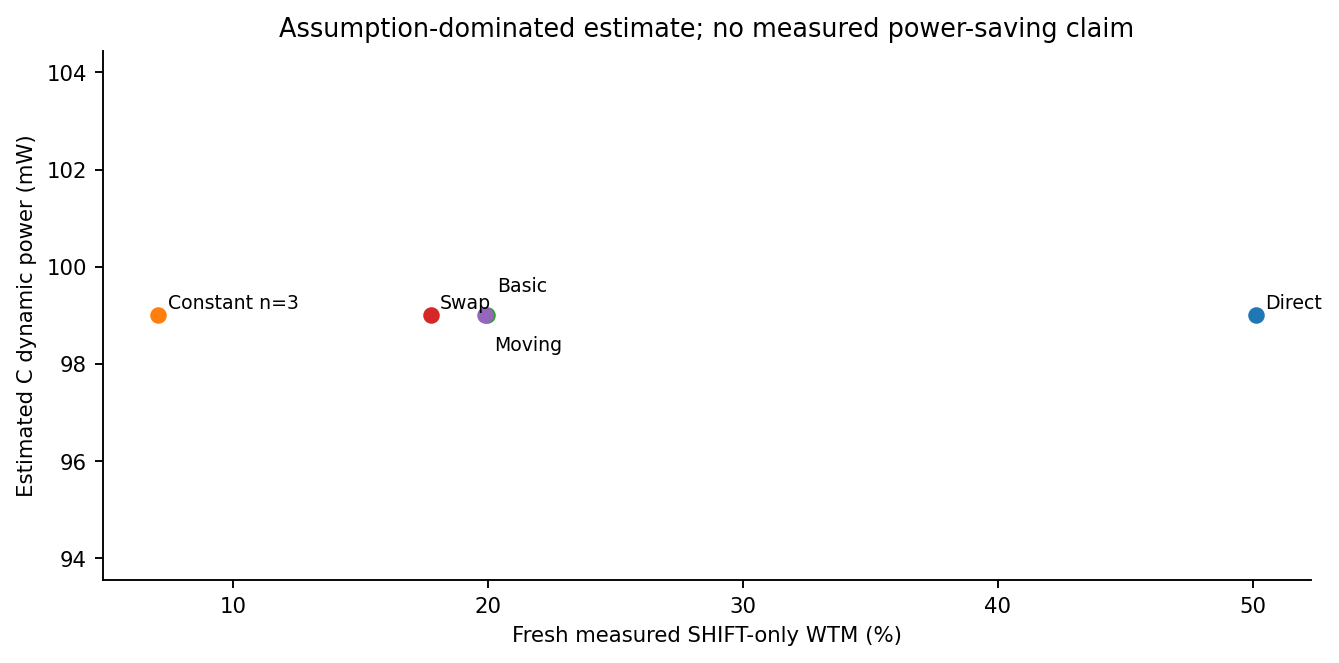 Assumption-dominated estimate; no measured power-saving claim
Estimated C dynamic power (mW)
104
102
100
98
96
94
Constant n=3
Swap
Basic
Moving
Direct
10
20
30
40
50
Fresh measured SHIFT-only WTM (%)